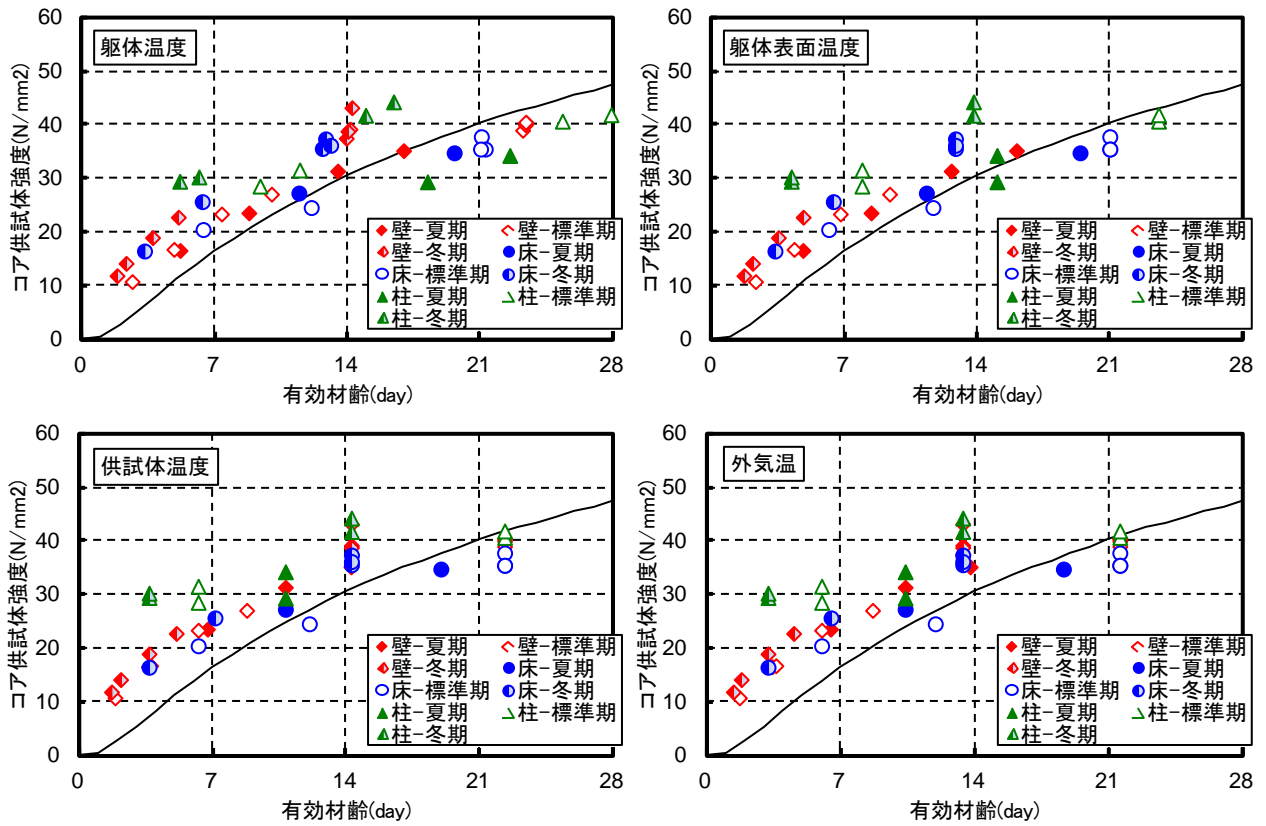 60
50
40
30
20
10
0
コア供試体強度(N/mm2)
躯体温度
壁-夏期 壁-標準期
壁-冬期 床-夏期
床-標準期 床-冬期
柱-夏期 柱-標準期
柱-冬期
0 7 14 21 28
有効材齢(day)
60
50
40
30
20
10
0
コア供試体強度(N/mm2)
躯体表面温度
壁-夏期 壁-標準期
壁-冬期 床-夏期
床-標準期 床-冬期
柱-夏期 柱-標準期
柱-冬期
0 7 14 21 28
有効材齢(day)
60
50
40
30
20
10
0
コア供試体強度(N/mm2)
供試体温度
壁-夏期 壁-標準期
壁-冬期 床-夏期
床-標準期 床-冬期
柱-夏期 柱-標準期
柱-冬期
0 7 14 21 28
有効材齢(day)
60
50
40
30
20
10
0
コア供試体強度(N/mm2)
外気温
壁-夏期 壁-標準期
壁-冬期 床-夏期
床-標準期 床-冬期
柱-夏期 柱-標準期
柱-冬期
0 7 14 21 28
有効材齢(day)